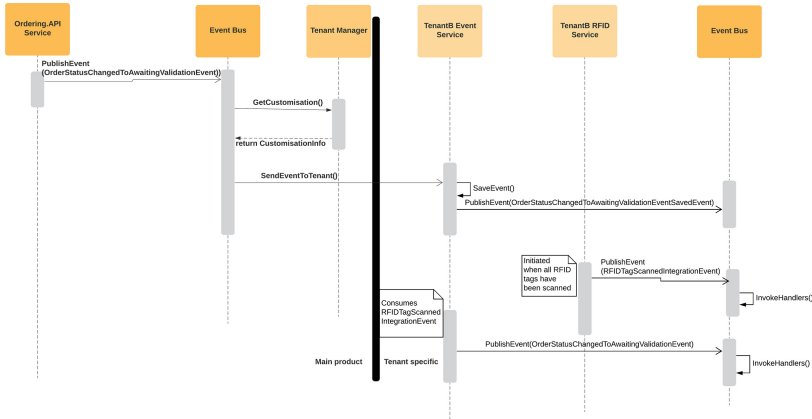 Ordering.API
Service
Event Bus
Tenant Manager
TenantB Event
Service
TenantB RFID
Service
Event Bus
PublishEvent
(OrderStatusChangedToAwaitingValidationEvent))
GetCustomisation()
return CustomisationInfo
SendEventToTenant()
SaveEvent()
PublishEvent(OrderStatusChangedToAwaitingValidationEventSavedEvent)
Initiated
when all RFID
tags have
been scanned
PublishEvent
(RFIDTagScannedIntegrationEvent)
InvokeHandlers()
Consumes
RFIDTagScanned
IntegrationEvent
PublishEvent(OrderStatusChangedToAwaitingValidationEvent)
InvokeHandlers()
Main product
Tenant specific